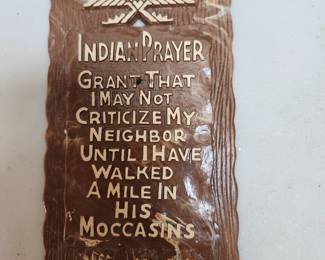 INDIAN PRAYER
GRANT THAT
I MAY NOT
CRITICIZE MY
NEIGHBOR
UNTIL I HAVE
WALKED
A MILE IN
HIS
MOCCASINS